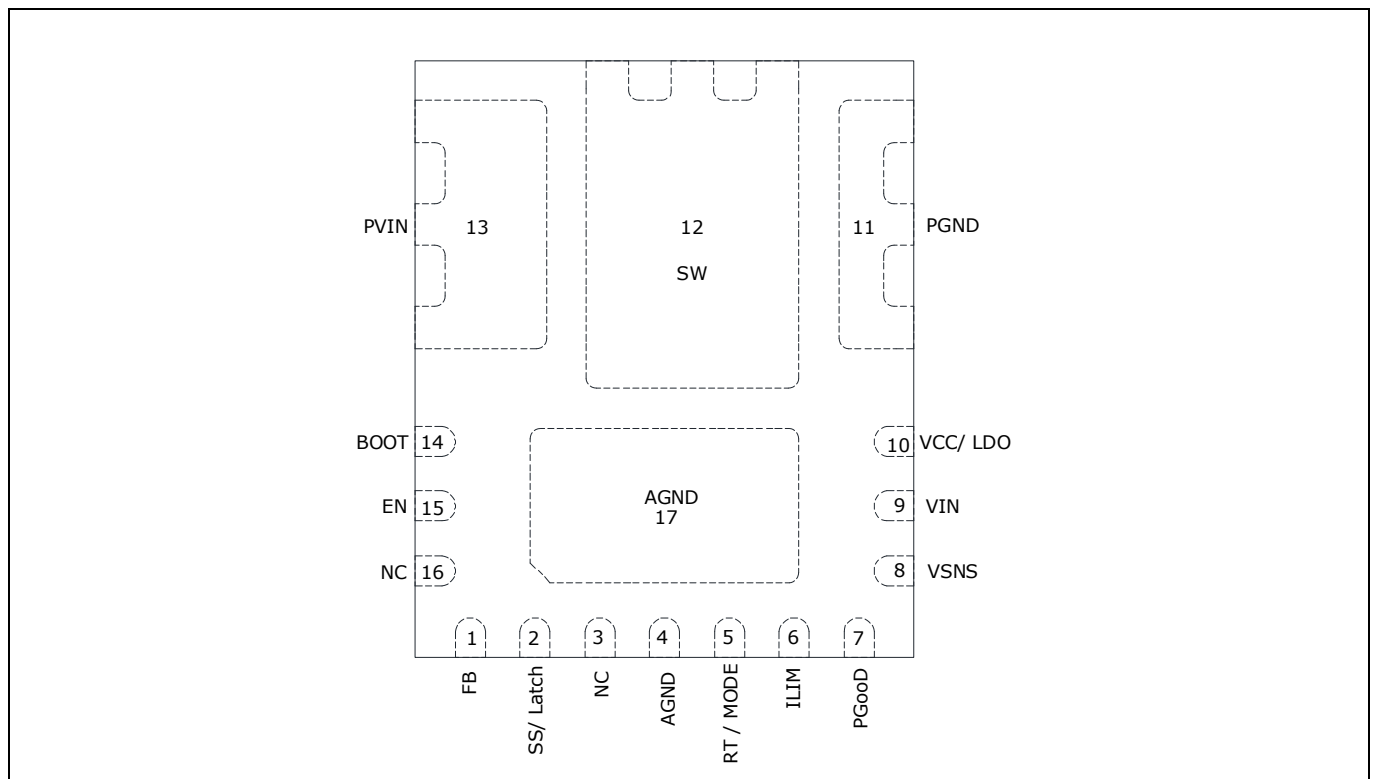 PVIN 13 12 11 PGND
SW
BOOT 14 10 VCC/ LDO
AGND
EN 15 17 9 VIN
NC 16 8 VSNS
1 2 3 4 5 6 7
FB
SS/ Latch
NC
AGND
RT / MODE
ILIM
PGooD